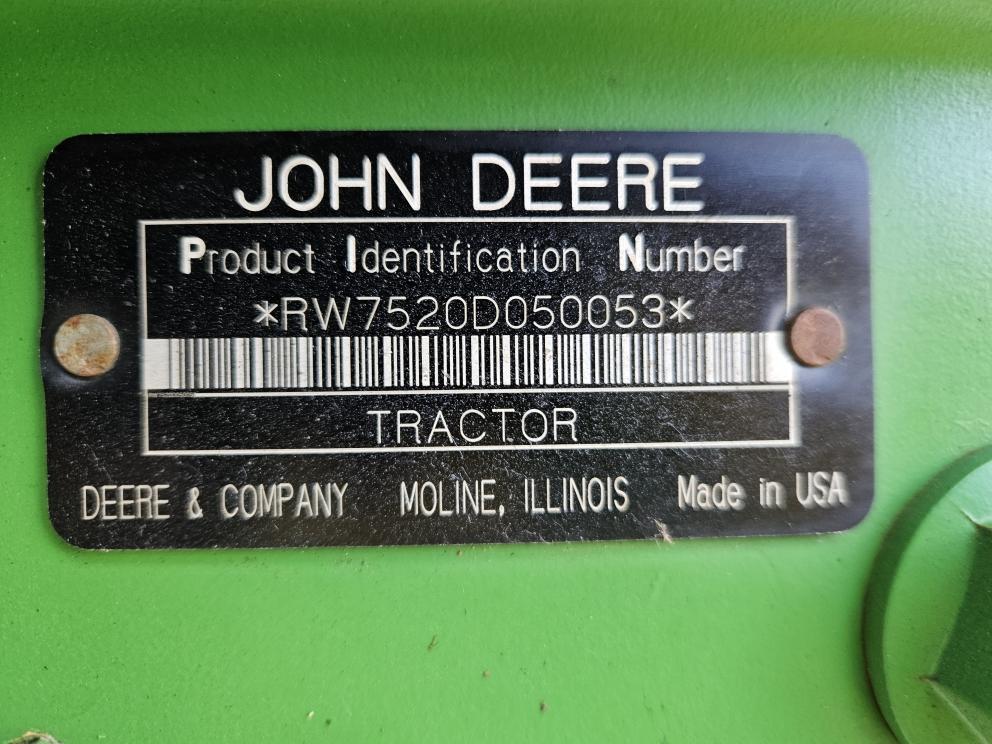 JOHN DEERE
Product Identification Number
*RW7520D050053*
TRACTOR
DEERE & COMPANY MOLINE, ILLINOIS Made in USA